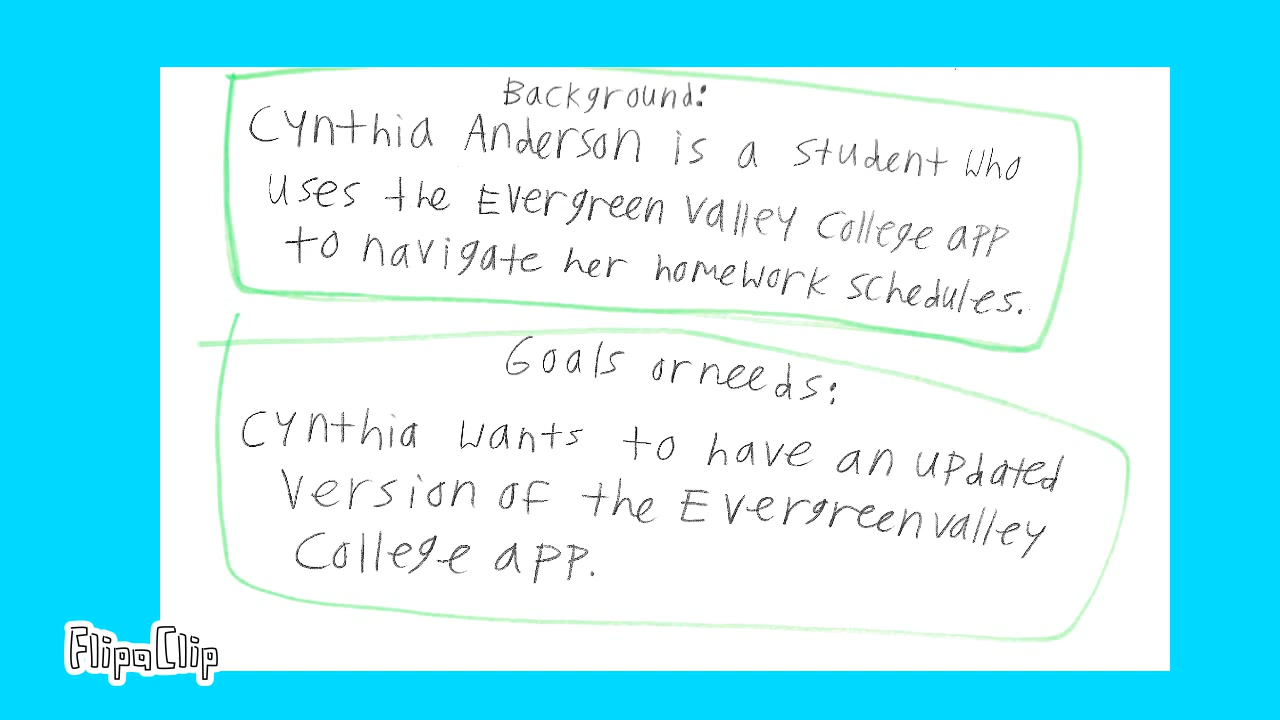 Background:
Cynthia Anderson is a student who
uses the Evergreen Valley College app
to navigate her homework schedules.
Goals or needs:
Cynthia wants to have an updated
version of the Evergreen valley
College app.
FlipaClip